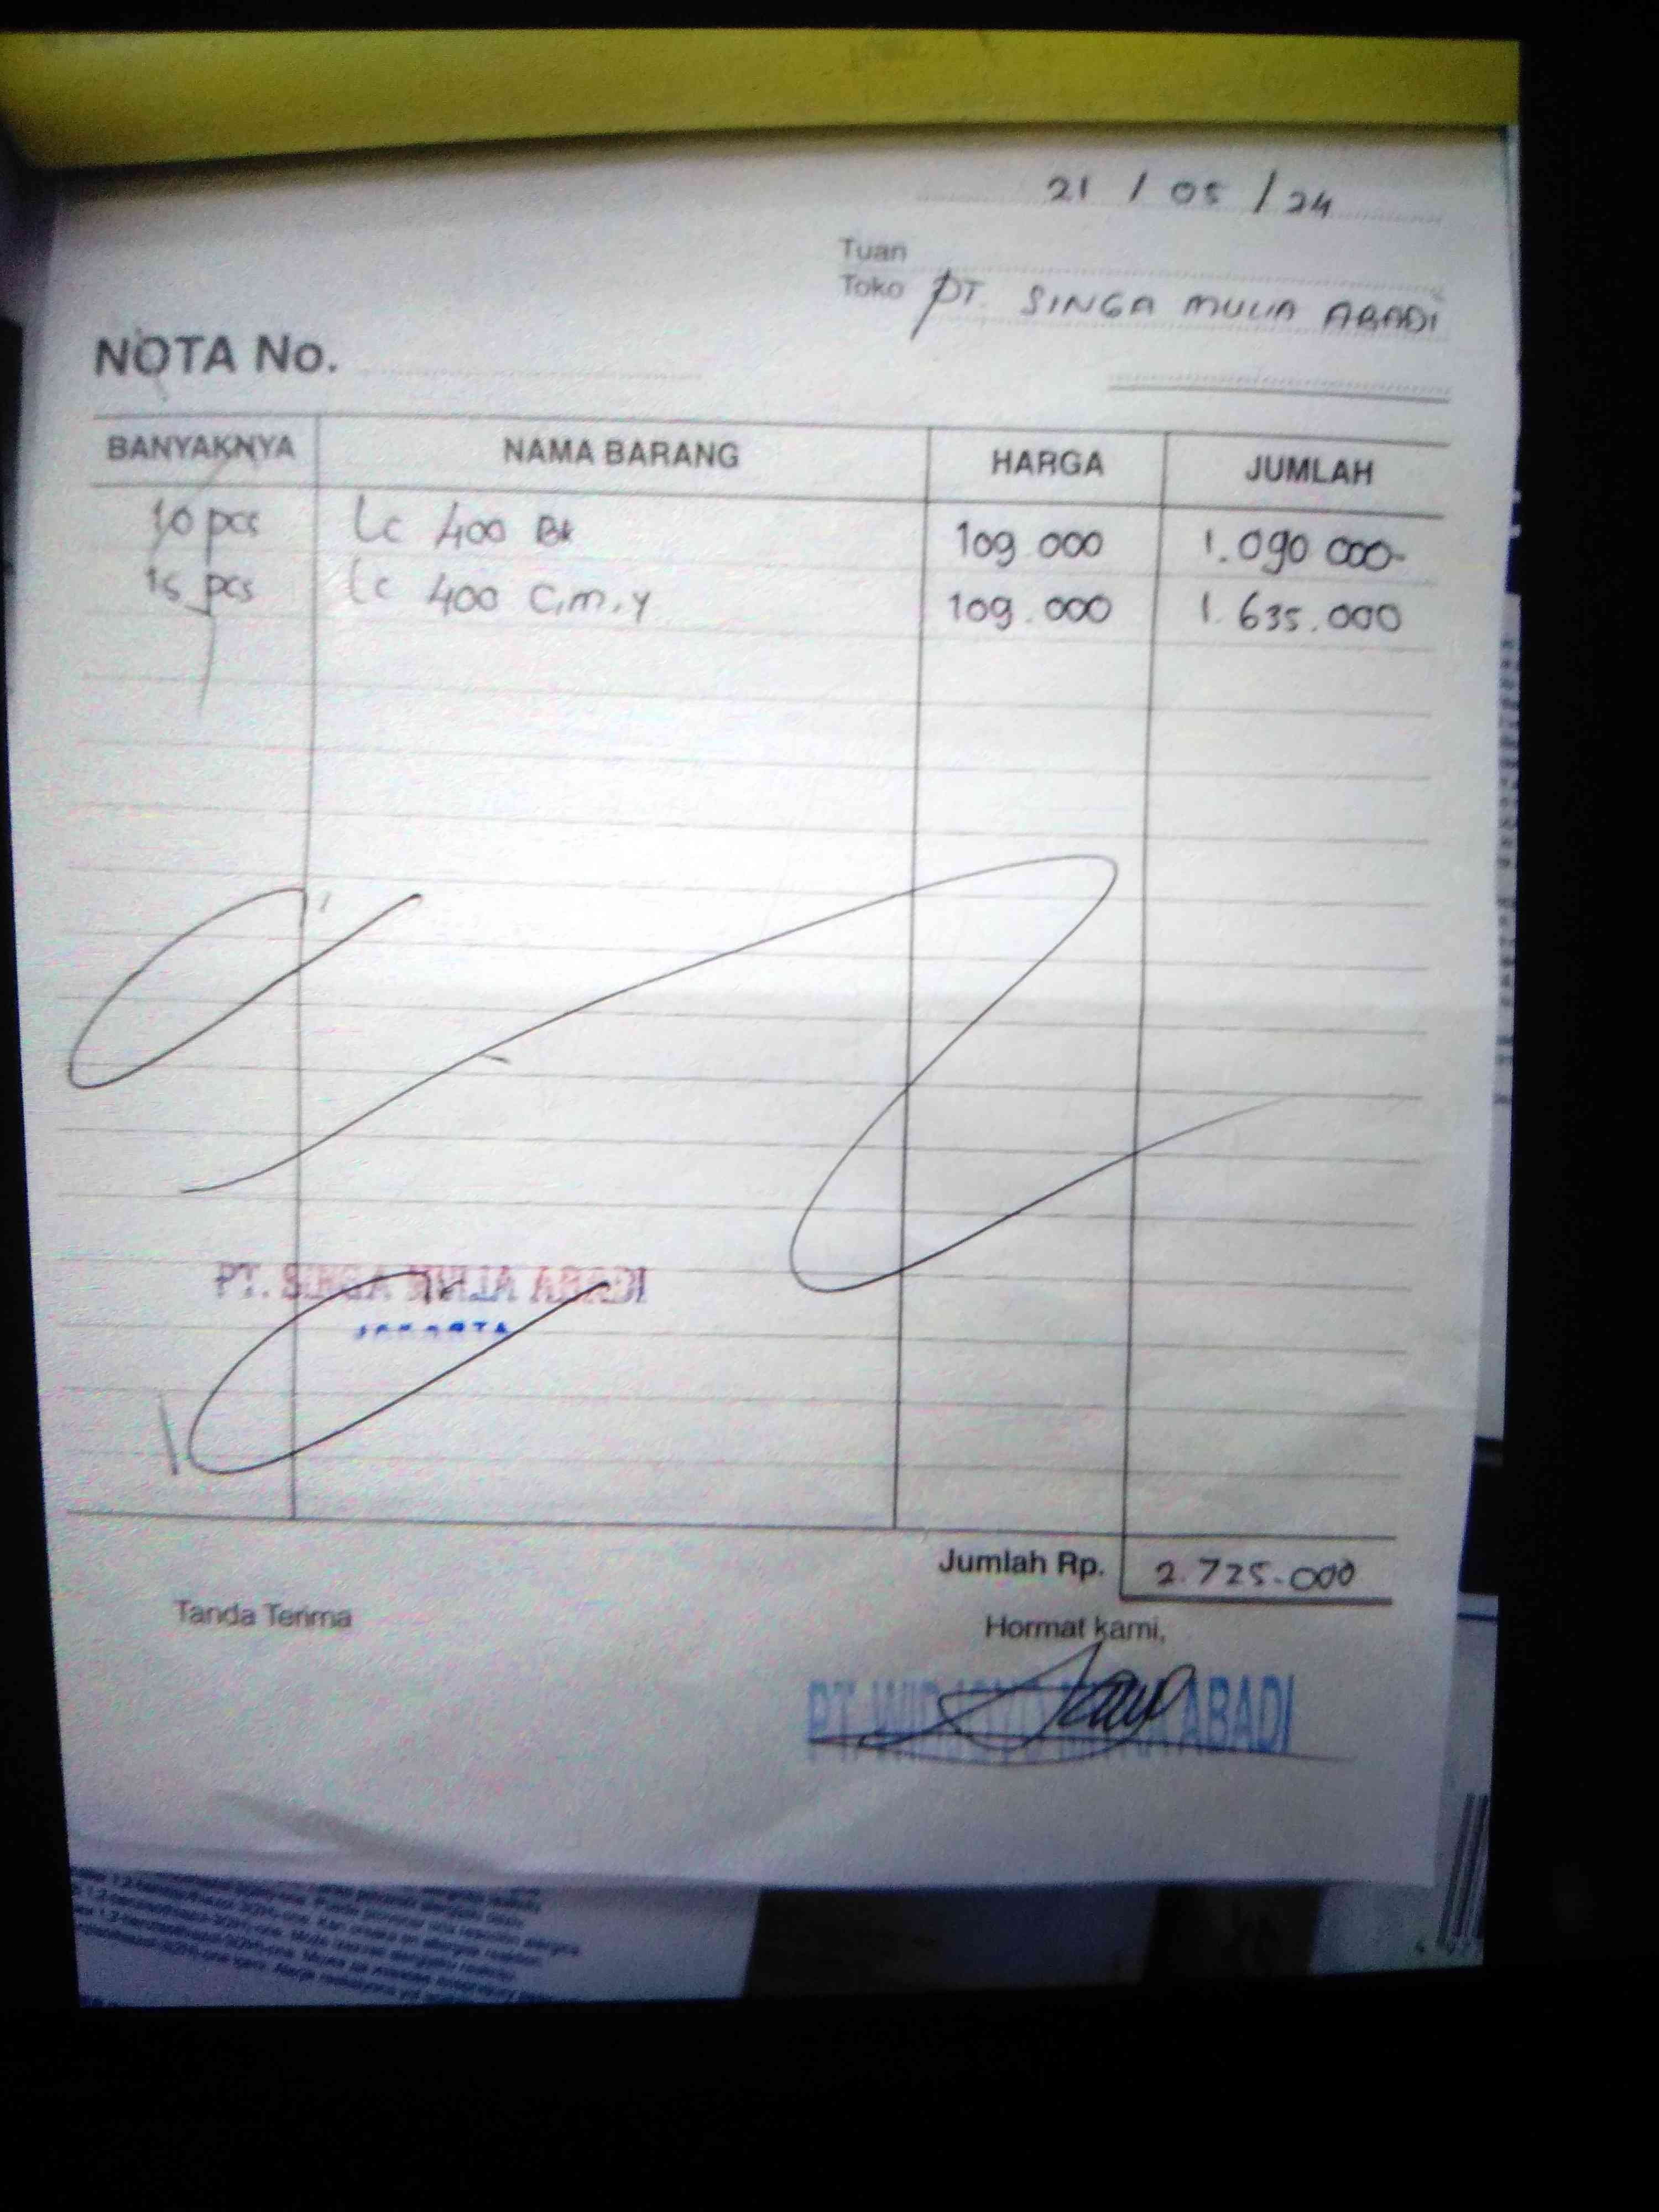 21 / 05 / 24
Tuan
Toko PT. SINGA MULIA ABADI
NOTA No.
BANYAKNYA NAMA BARANG HARGA JUMLAH
10 pcs Lc 400 Bk 109.000 1.090.000-
15 pcs Lc 400 C,m,y 109.000 1.635.000
PT. SINGA MULIA ABADI
JAKARTA
Jumlah Rp. 2.725.000
Tanda Terima Hormat kami,
PT. ABADI